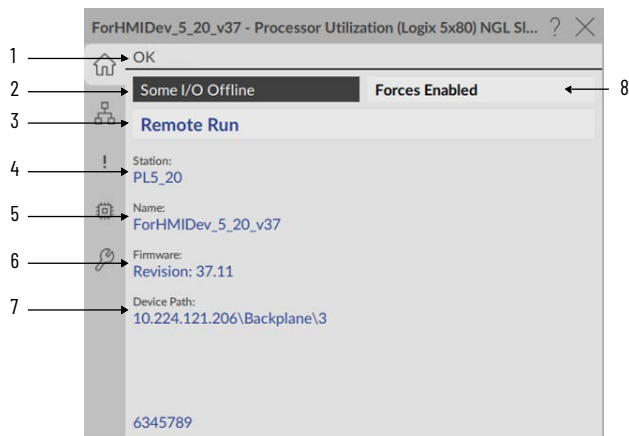 ForHMIDev_5_20_v37 - Processor Utilization (Logix 5x80) NGL SI... ?
1 OK
2 Some I/O Offline Forces Enabled 8
3 Remote Run
4 Station:
PL5_20
5 Name:
ForHMIDev_5_20_v37
6 Firmware:
Revision: 37.11
7 Device Path:
10.224.121.206\Backplane\3
6345789